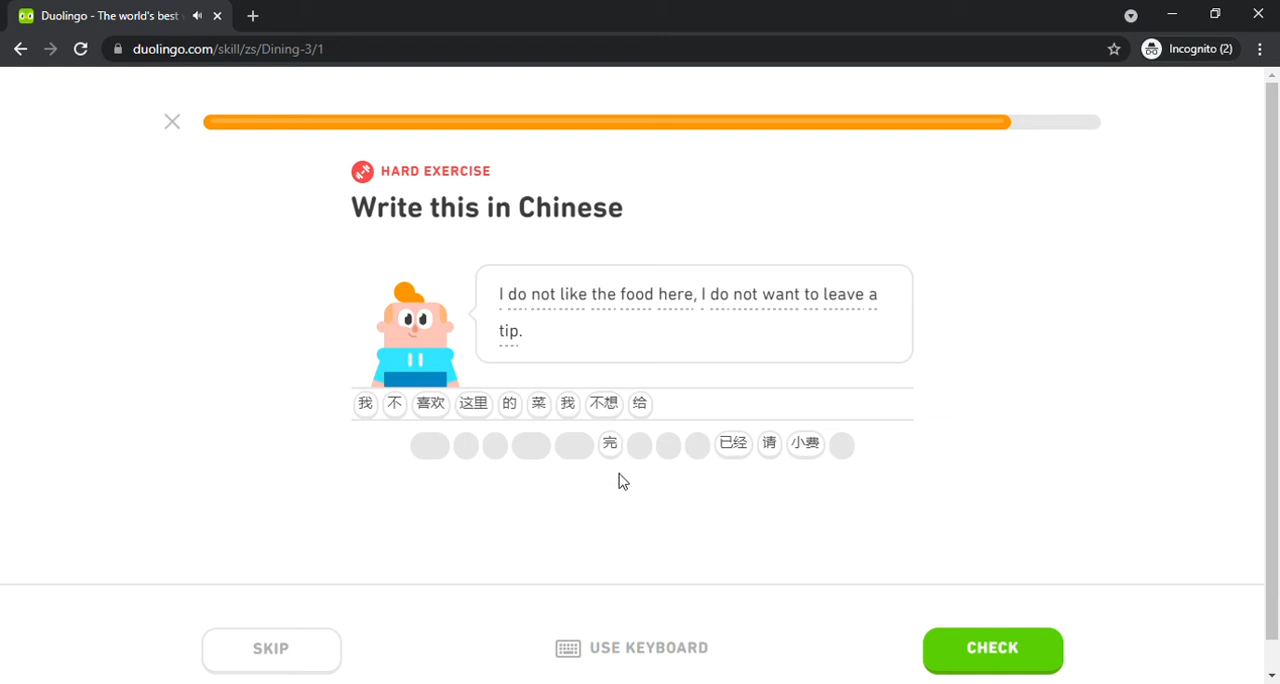 Duolingo - The world's best
duolingo.com/skill/zs/Dining-3/1
Incognito (2)
HARD EXERCISE
Write this in Chinese
I do not like the food here, I do not want to leave a
tip.
我 不 喜欢 这里 的 菜 我 不想 给
完 已经 请 小费
SKIP
USE KEYBOARD
CHECK